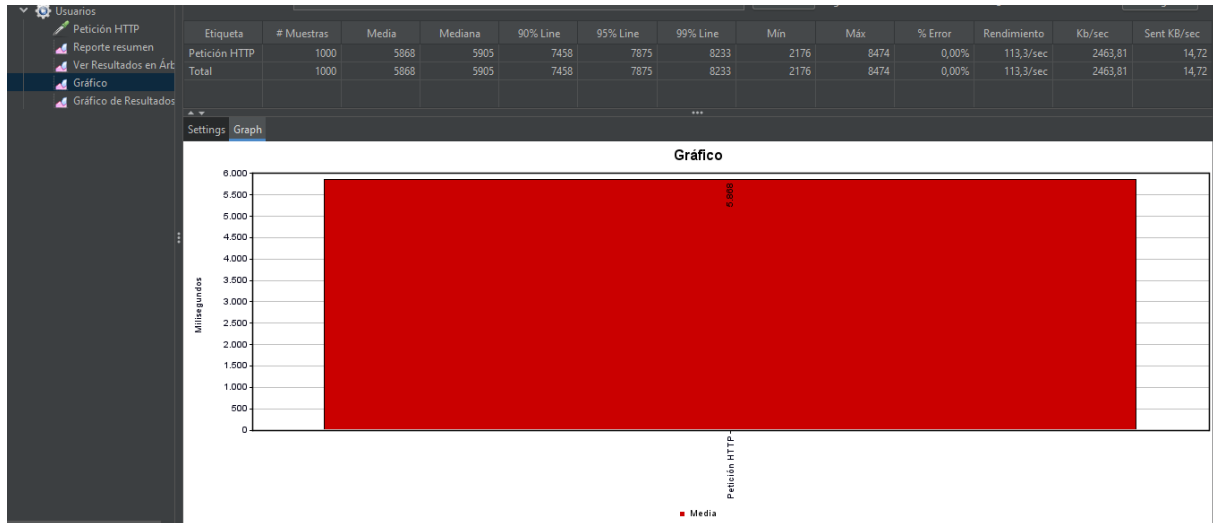 Usuarios
Petición HTTP
Reporte resumen
Ver Resultados en Árb
Gráfico
Gráfico de Resultados
Etiqueta # Muestras Media Mediana 90% Line 95% Line 99% Line Mín Máx % Error Rendimiento Kb/sec Sent KB/sec
Petición HTTP 1000 5868 5905 7458 7875 8233 2176 8474 0,00% 113,3/sec 2463,81 14,72
Total 1000 5868 5905 7458 7875 8233 2176 8474 0,00% 113,3/sec 2463,81 14,72
Settings Graph
Gráfico
6.000
5.500
5.000
4.500
4.000
3.500
3.000
2.500
2.000
1.500
1.000
500
0
Milisegundos
5,868
Petición HTTP
Media